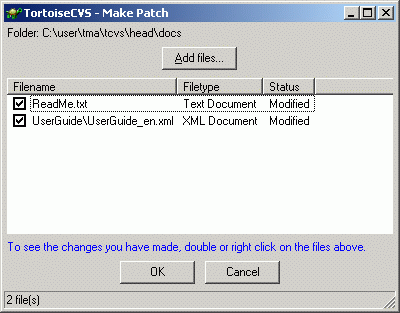 TortoiseCVS - Make Patch
Folder: C:\user\tma\tcvs\head\docs
Add files...
Filename Filetype Status
ReadMe.txt Text Document Modified
UserGuide\UserGuide_en.xml XML Document Modified
To see the changes you have made, double or right click on the files above.
OK Cancel
2 file(s)